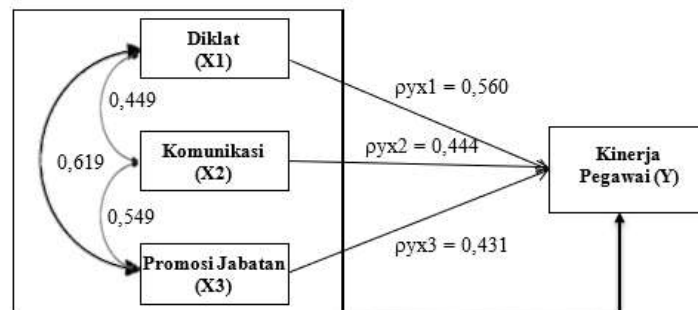 Diklat
(X1)
ρyx1 = 0,560
0,449
Komunikasi
(X2)
ρyx2 = 0,444
Kinerja
Pegawai (Y)
0,619
0,549
Promosi Jabatan
(X3)
ρyx3 = 0,431